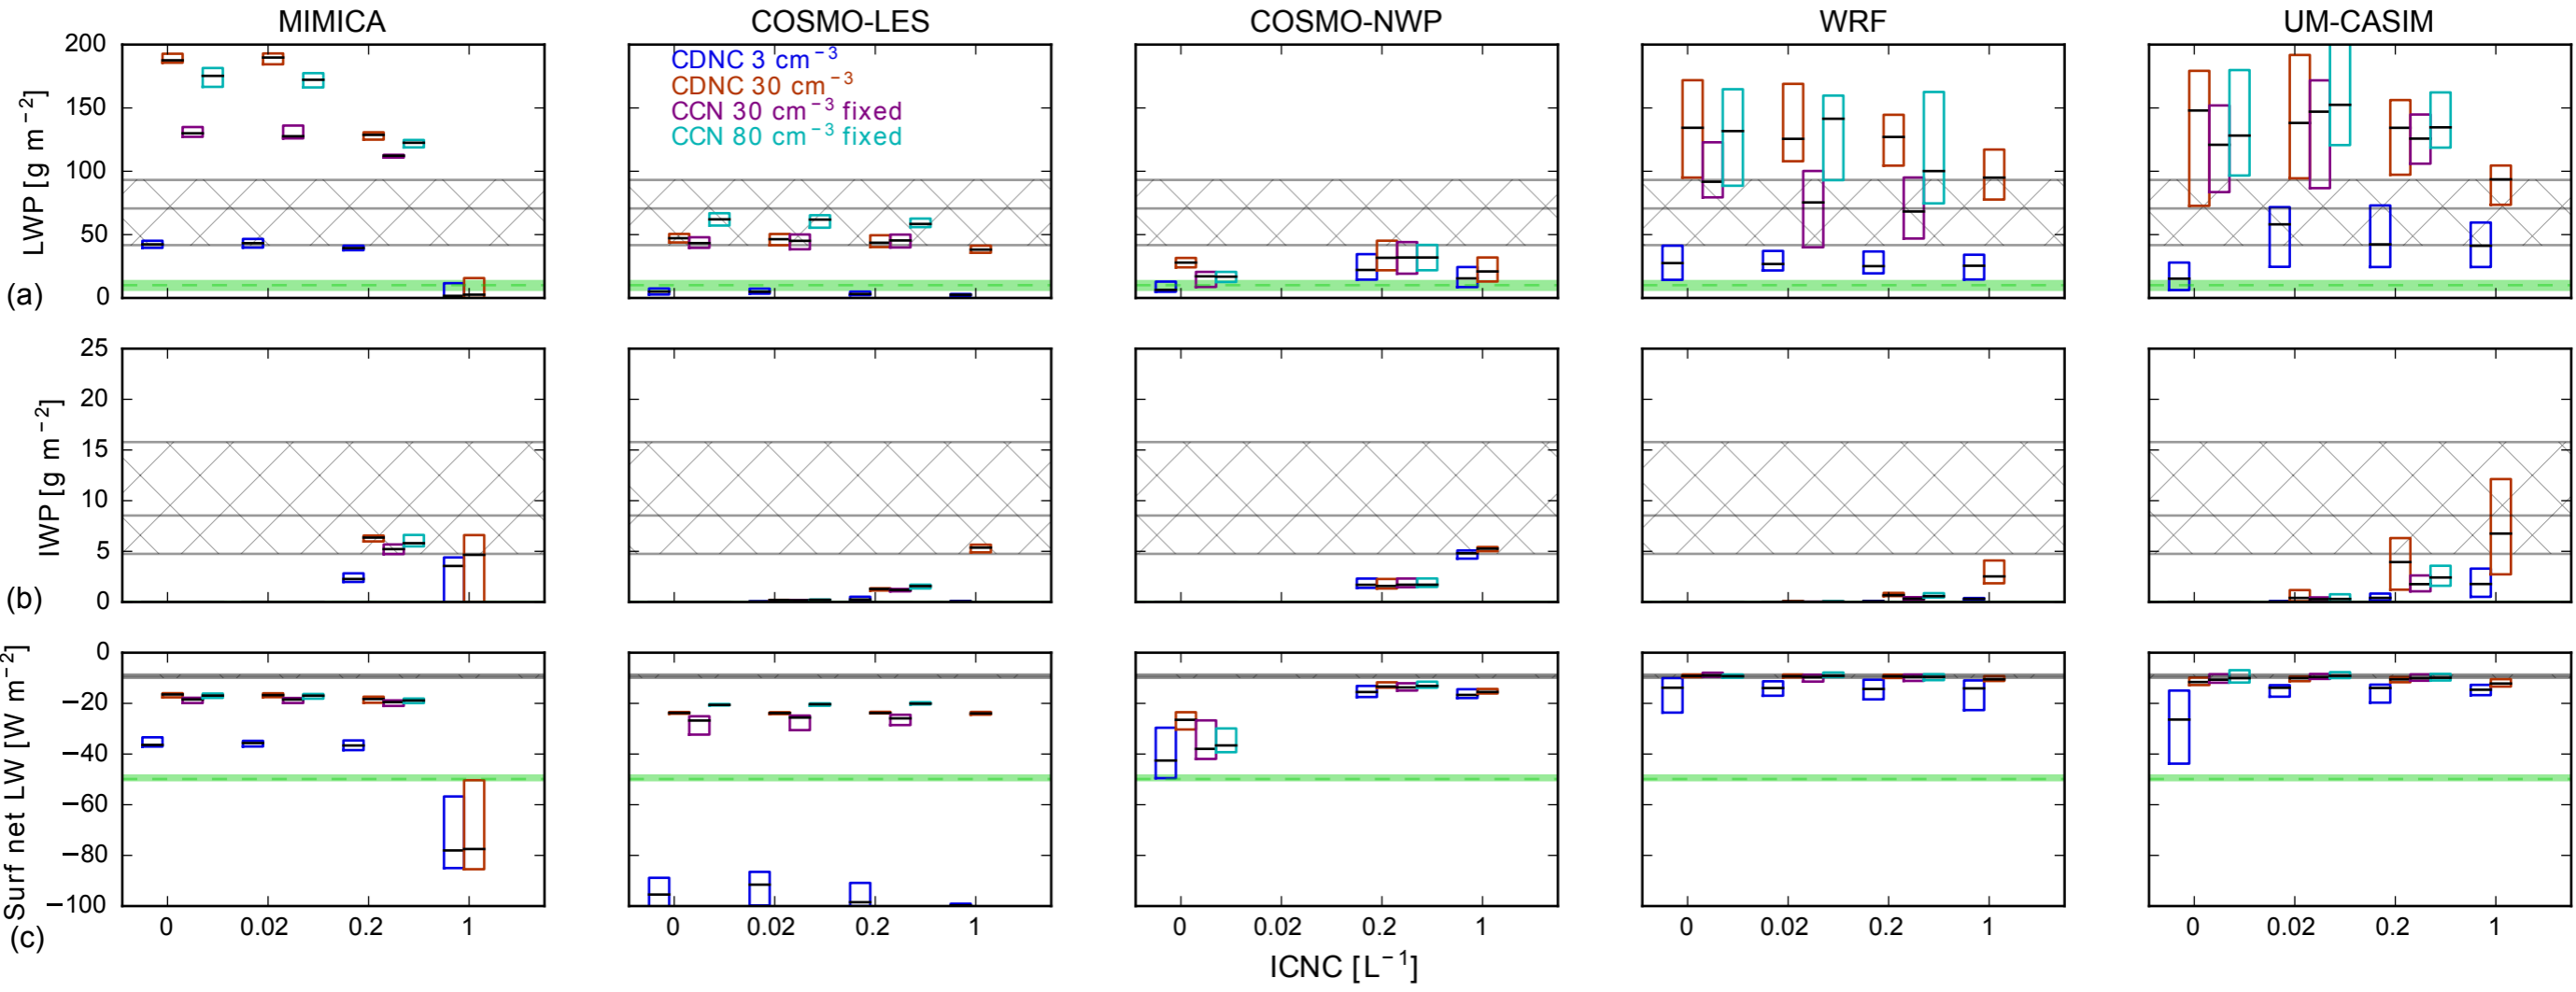 MIMICA COSMO-LES COSMO-NWP WRF UM-CASIM
LWP [g m⁻²]
200
150
100
50
0
(a)
CDNC 3 cm⁻³
CDNC 30 cm⁻³
CCN 30 cm⁻³ fixed
CCN 80 cm⁻³ fixed
IWP [g m⁻²]
25
20
15
10
5
0
(b)
Surf net LW [W m⁻²]
0
−20
−40
−60
−80
−100
(c)
0 0.02 0.2 1 0 0.02 0.2 1 0 0.02 0.2 1 0 0.02 0.2 1 0 0.02 0.2 1
ICNC [L⁻¹]